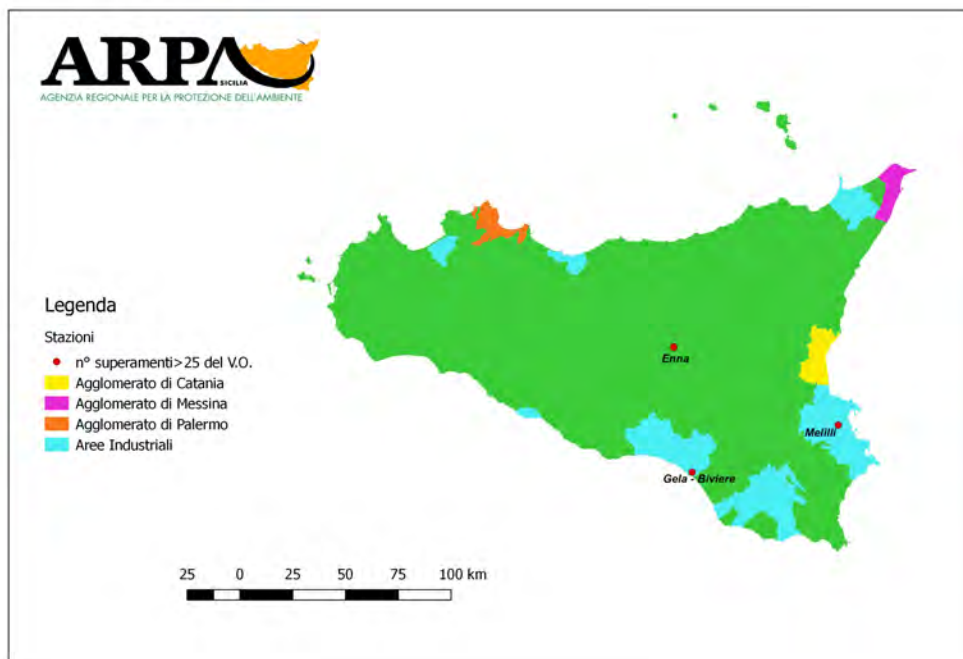 ARPA
SICILIA
AGENZIA REGIONALE PER LA PROTEZIONE DELL'AMBIENTE
Legenda
Stazioni
n° superamenti>25 del V.O.
Agglomerato di Catania
Agglomerato di Messina
Agglomerato di Palermo
Aree Industriali
Enna
Melilli
Gela - Biviere
25 0 25 50 75 100 km